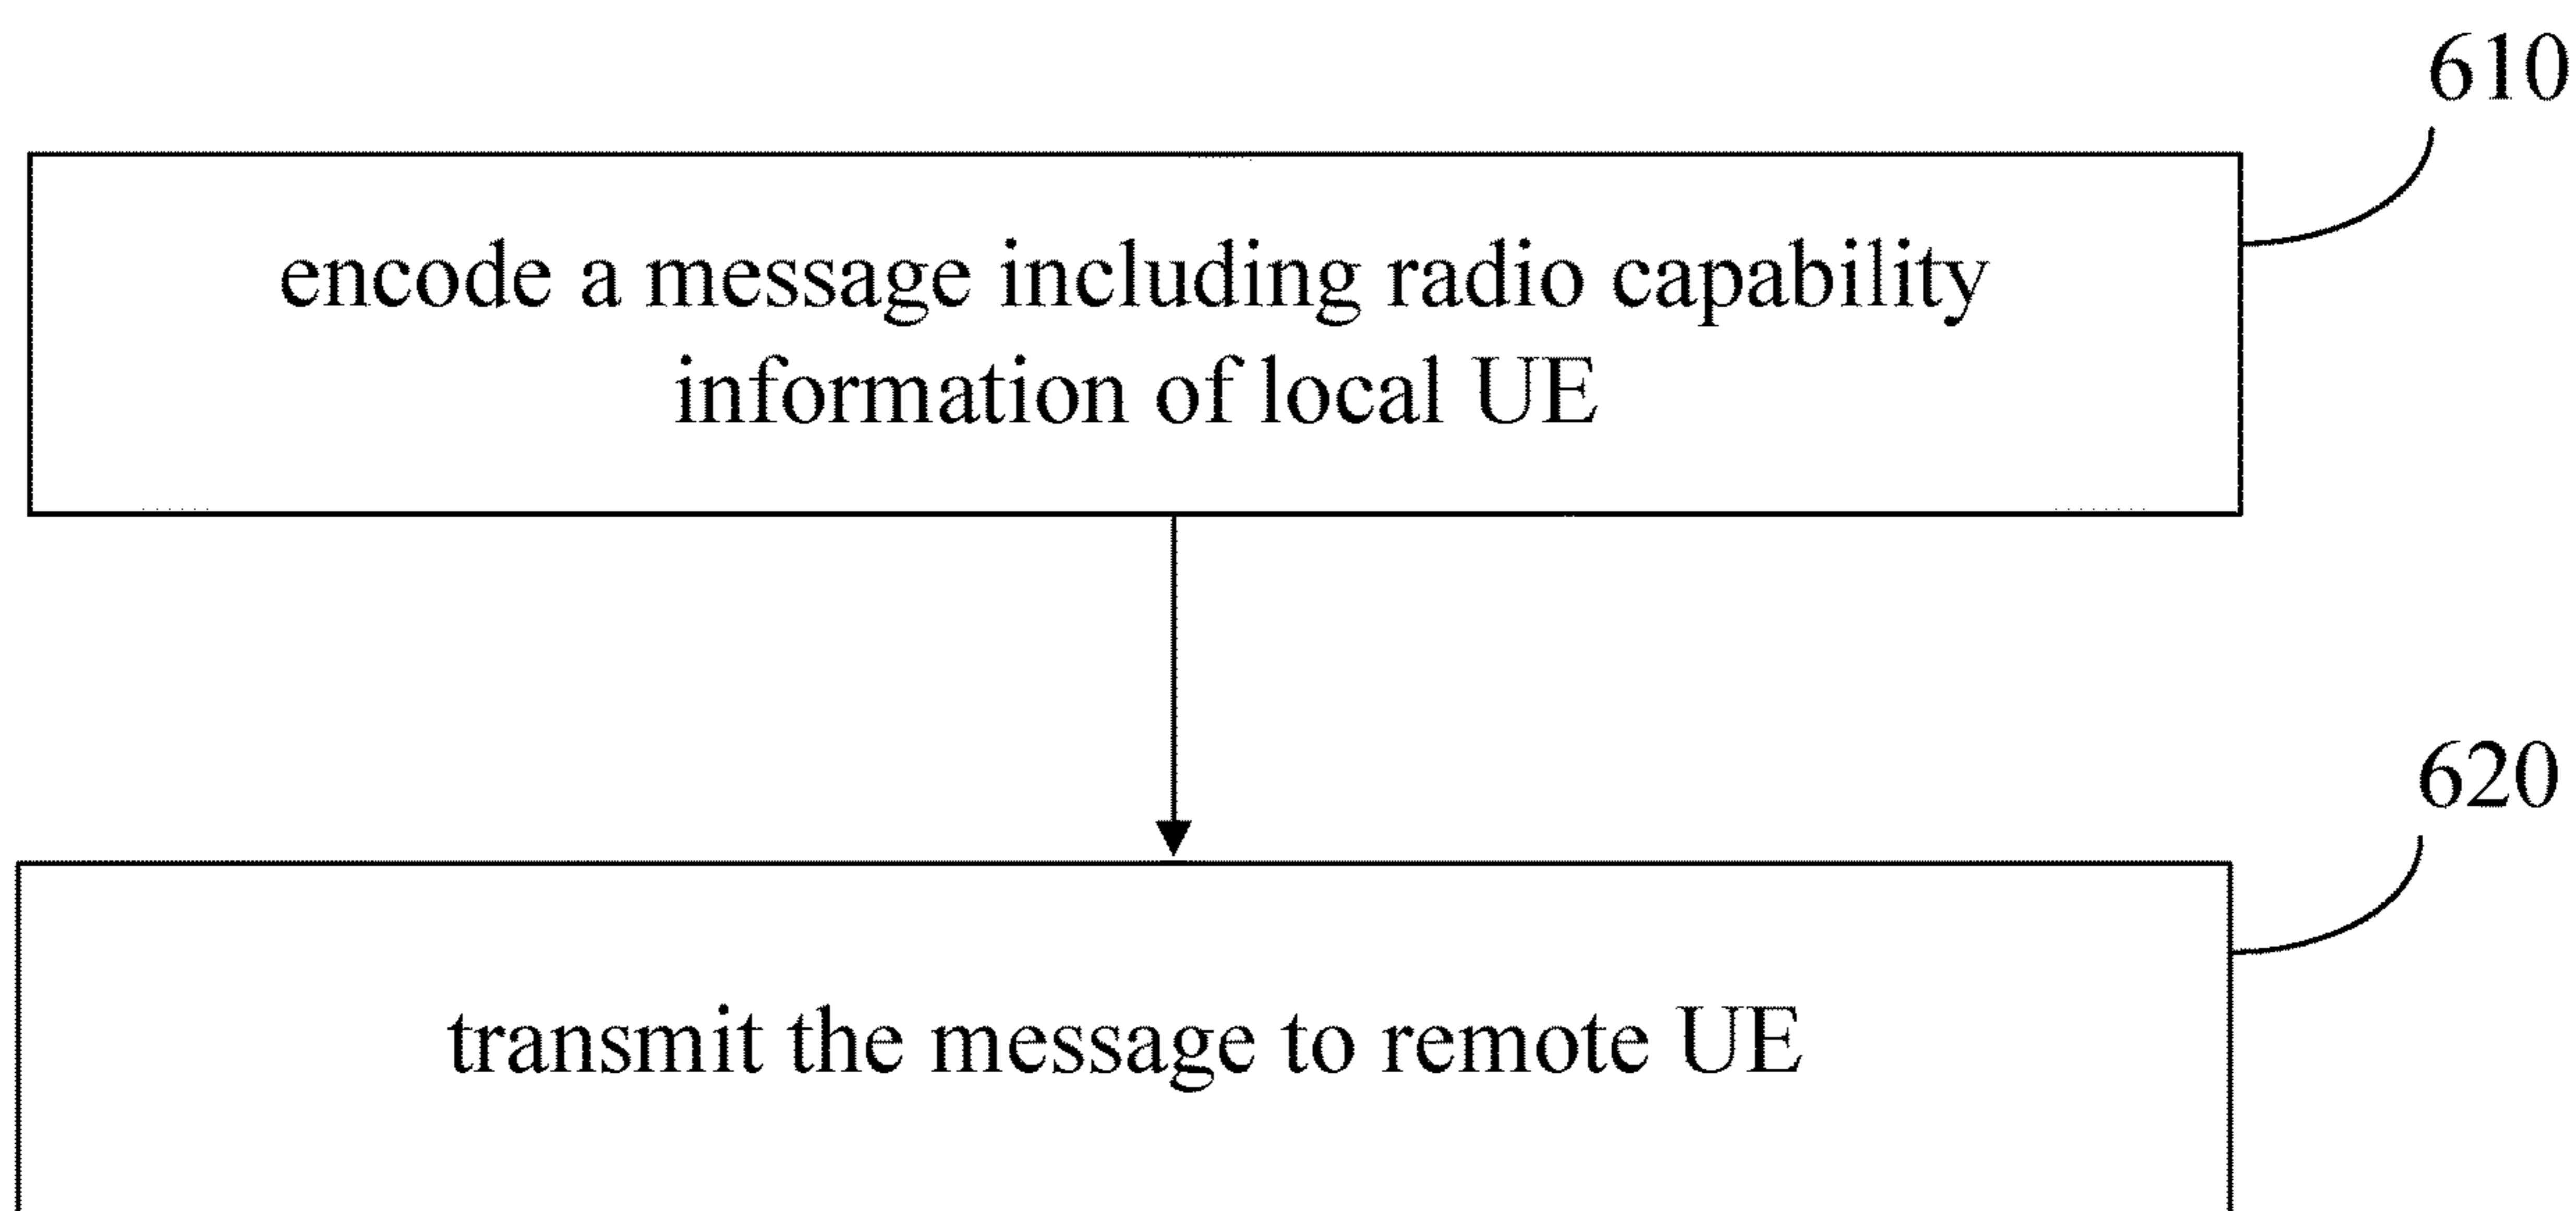 610
encode a message including radio capability
information of local UE
620
transmit the message to remote UE